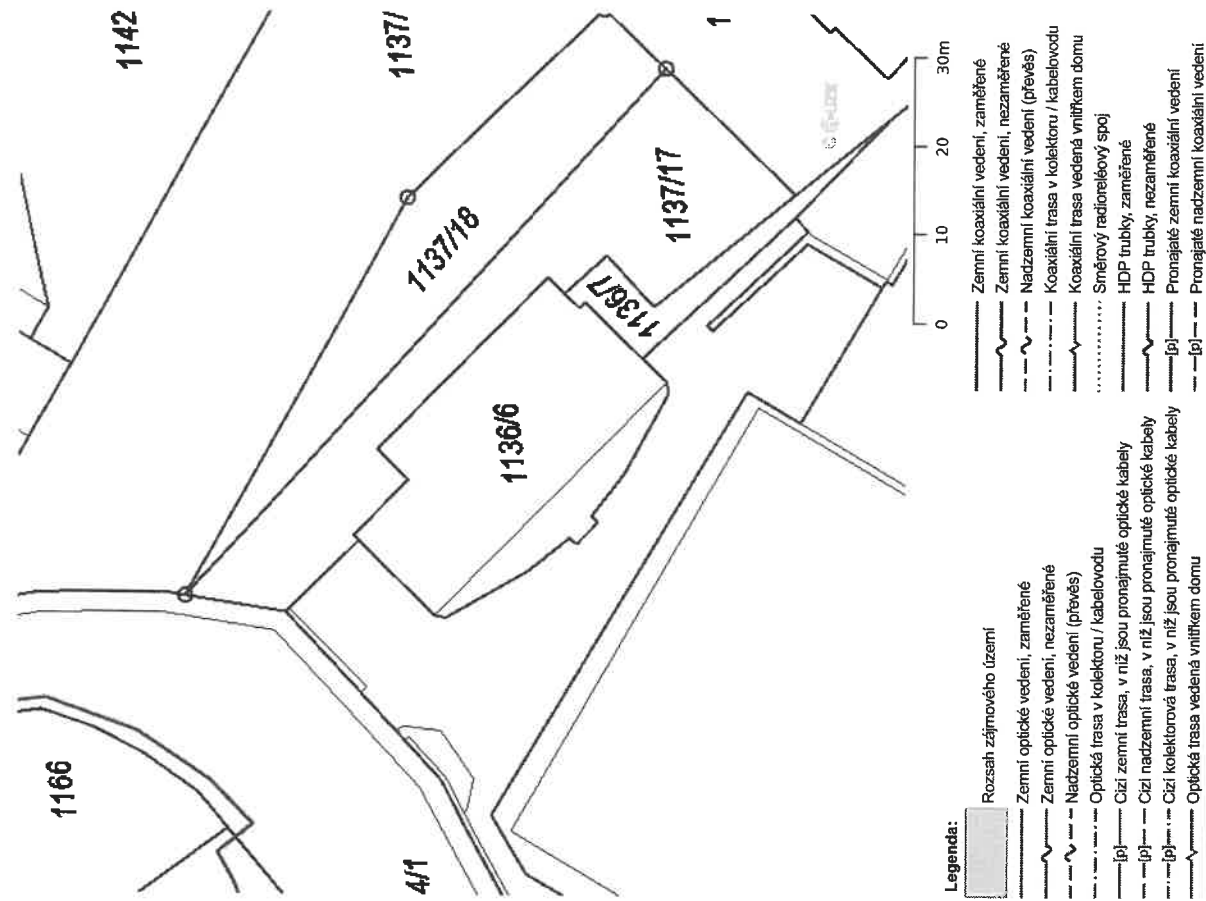 1142
1137/
1
1137/18
1137/17
1136/7
1136/6
1166
4/1
0
10
20
30m
Legenda:
Rozsah zájmového území
Zemní optické vedení, zaměřené
Zemní optické vedení, nezaměřené
Nadzemní optické vedení (převěs)
Optická trasa v kolektoru / kabelovodu
[p] Cizí zemní trasa, v níž jsou pronajmuté optické kabely
[p] Cizí nadzemní trasa, v níž jsou pronajmuté optické kabely
[p] Cizí kolektorová trasa, v níž jsou pronajmuté optické kabely
Optická trasa vedená vnitřkem domu
Zemní koaxiální vedení, zaměřené
Zemní koaxiální vedení, nezaměřené
Nadzemní koaxiální vedení (převěs)
Koaxiální trasa v kolektoru / kabelovodu
Koaxiální trasa vedená vnitřkem domu
Směrový radioreléový spoj
HDP trubky, zaměřené
HDP trubky, nezaměřené
[p] Pronajaté zemní koaxiální vedení
[p] Pronajaté nadzemní koaxiální vedení